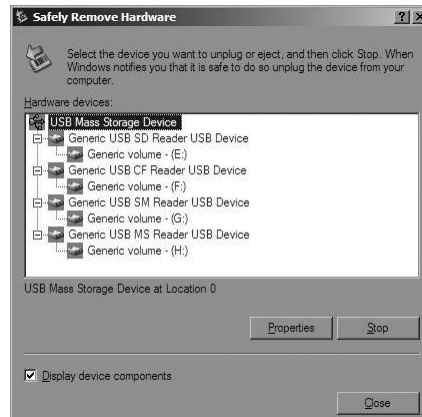 Safely Remove Hardware
Select the device you want to unplug or eject, and then click Stop. When
Windows notifies you that it is safe to do so unplug the device from your
computer.
Hardware devices:
USB Mass Storage Device
Generic USB SD Reader USB Device
Generic volume - (E:)
Generic USB CF Reader USB Device
Generic volume - (F:)
Generic USB SM Reader USB Device
Generic volume - (G:)
Generic USB MS Reader USB Device
Generic volume - (H:)
USB Mass Storage Device at Location 0
Properties Stop
Display device components
Close